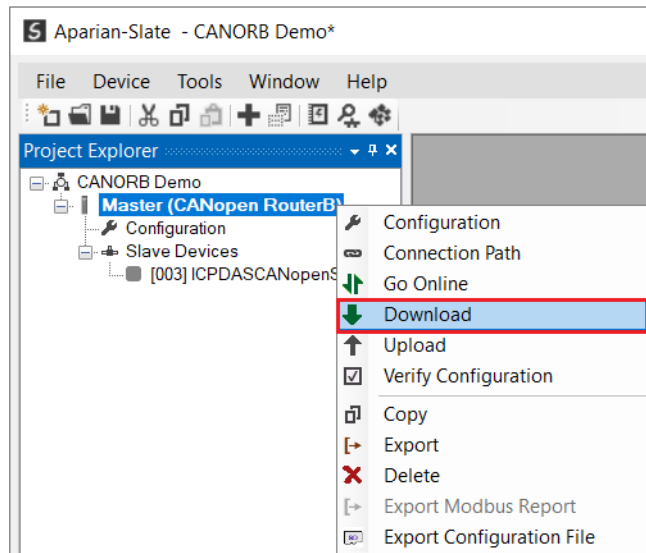 Aparian-Slate - CANORB Demo*
File Device Tools Window Help
Project Explorer
CANORB Demo
Master (CANopen RouterB)
Configuration
Slave Devices
[003] ICPDASCANopenS
Configuration
Connection Path
Go Online
Download
Upload
Verify Configuration
Copy
Export
Delete
Export Modbus Report
Export Configuration File